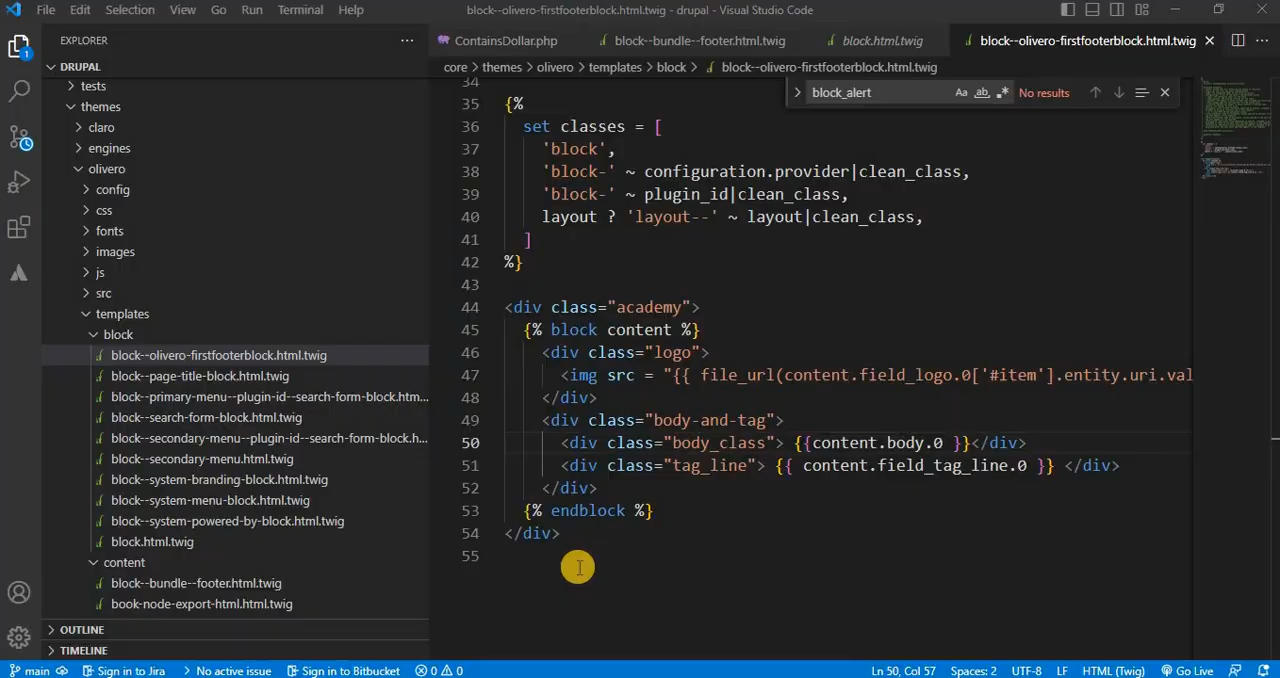 File Edit Selection View Go Run Terminal Help block--olivero-firstfooterblock.html.twig - drupal - Visual Studio Code
EXPLORER
ContainsDollar.php block--bundle--footer.html.twig block.html.twig block--olivero-firstfooterblock.html.twig
DRUPAL
core > themes > olivero > templates > block > block--olivero-firstfooterblock.html.twig
block_alert Aa ab No results
tests
themes
claro
engines
olivero
config
css
fonts
images
js
src
templates
block
block--olivero-firstfooterblock.html.twig
block--page-title-block.html.twig
block--primary-menu--plugin-id--search-form-block.htm...
block--search-form-block.html.twig
block--secondary-menu--plugin-id--search-form-block.h...
block--secondary-menu.html.twig
block--system-branding-block.html.twig
block--system-menu-block.html.twig
block--system-powered-by-block.html.twig
block.html.twig
content
block--bundle--footer.html.twig
book-node-export-html.html.twig
OUTLINE
TIMELINE
34
35 {%
36 set classes = [
37 'block',
38 'block-' ~ configuration.provider|clean_class,
39 'block-' ~ plugin_id|clean_class,
40 layout ? 'layout--' ~ layout|clean_class,
41 ]
42 %}
43
44 <div class="academy">
45 {% block content %}
46 <div class="logo">
47 <img src = "{{ file_url(content.field_logo.0['#item'].entity.uri.val
48 </div>
49 <div class="body-and-tag">
50 <div class="body_class"> {{content.body.0 }}</div>
51 <div class="tag_line"> {{ content.field_tag_line.0 }} </div>
52 </div>
53 {% endblock %}
54 </div>
55
1
main Sign in to Jira No active issue Sign in to Bitbucket 0 0 Ln 50, Col 57 Spaces: 2 UTF-8 LF HTML (Twig) Go Live